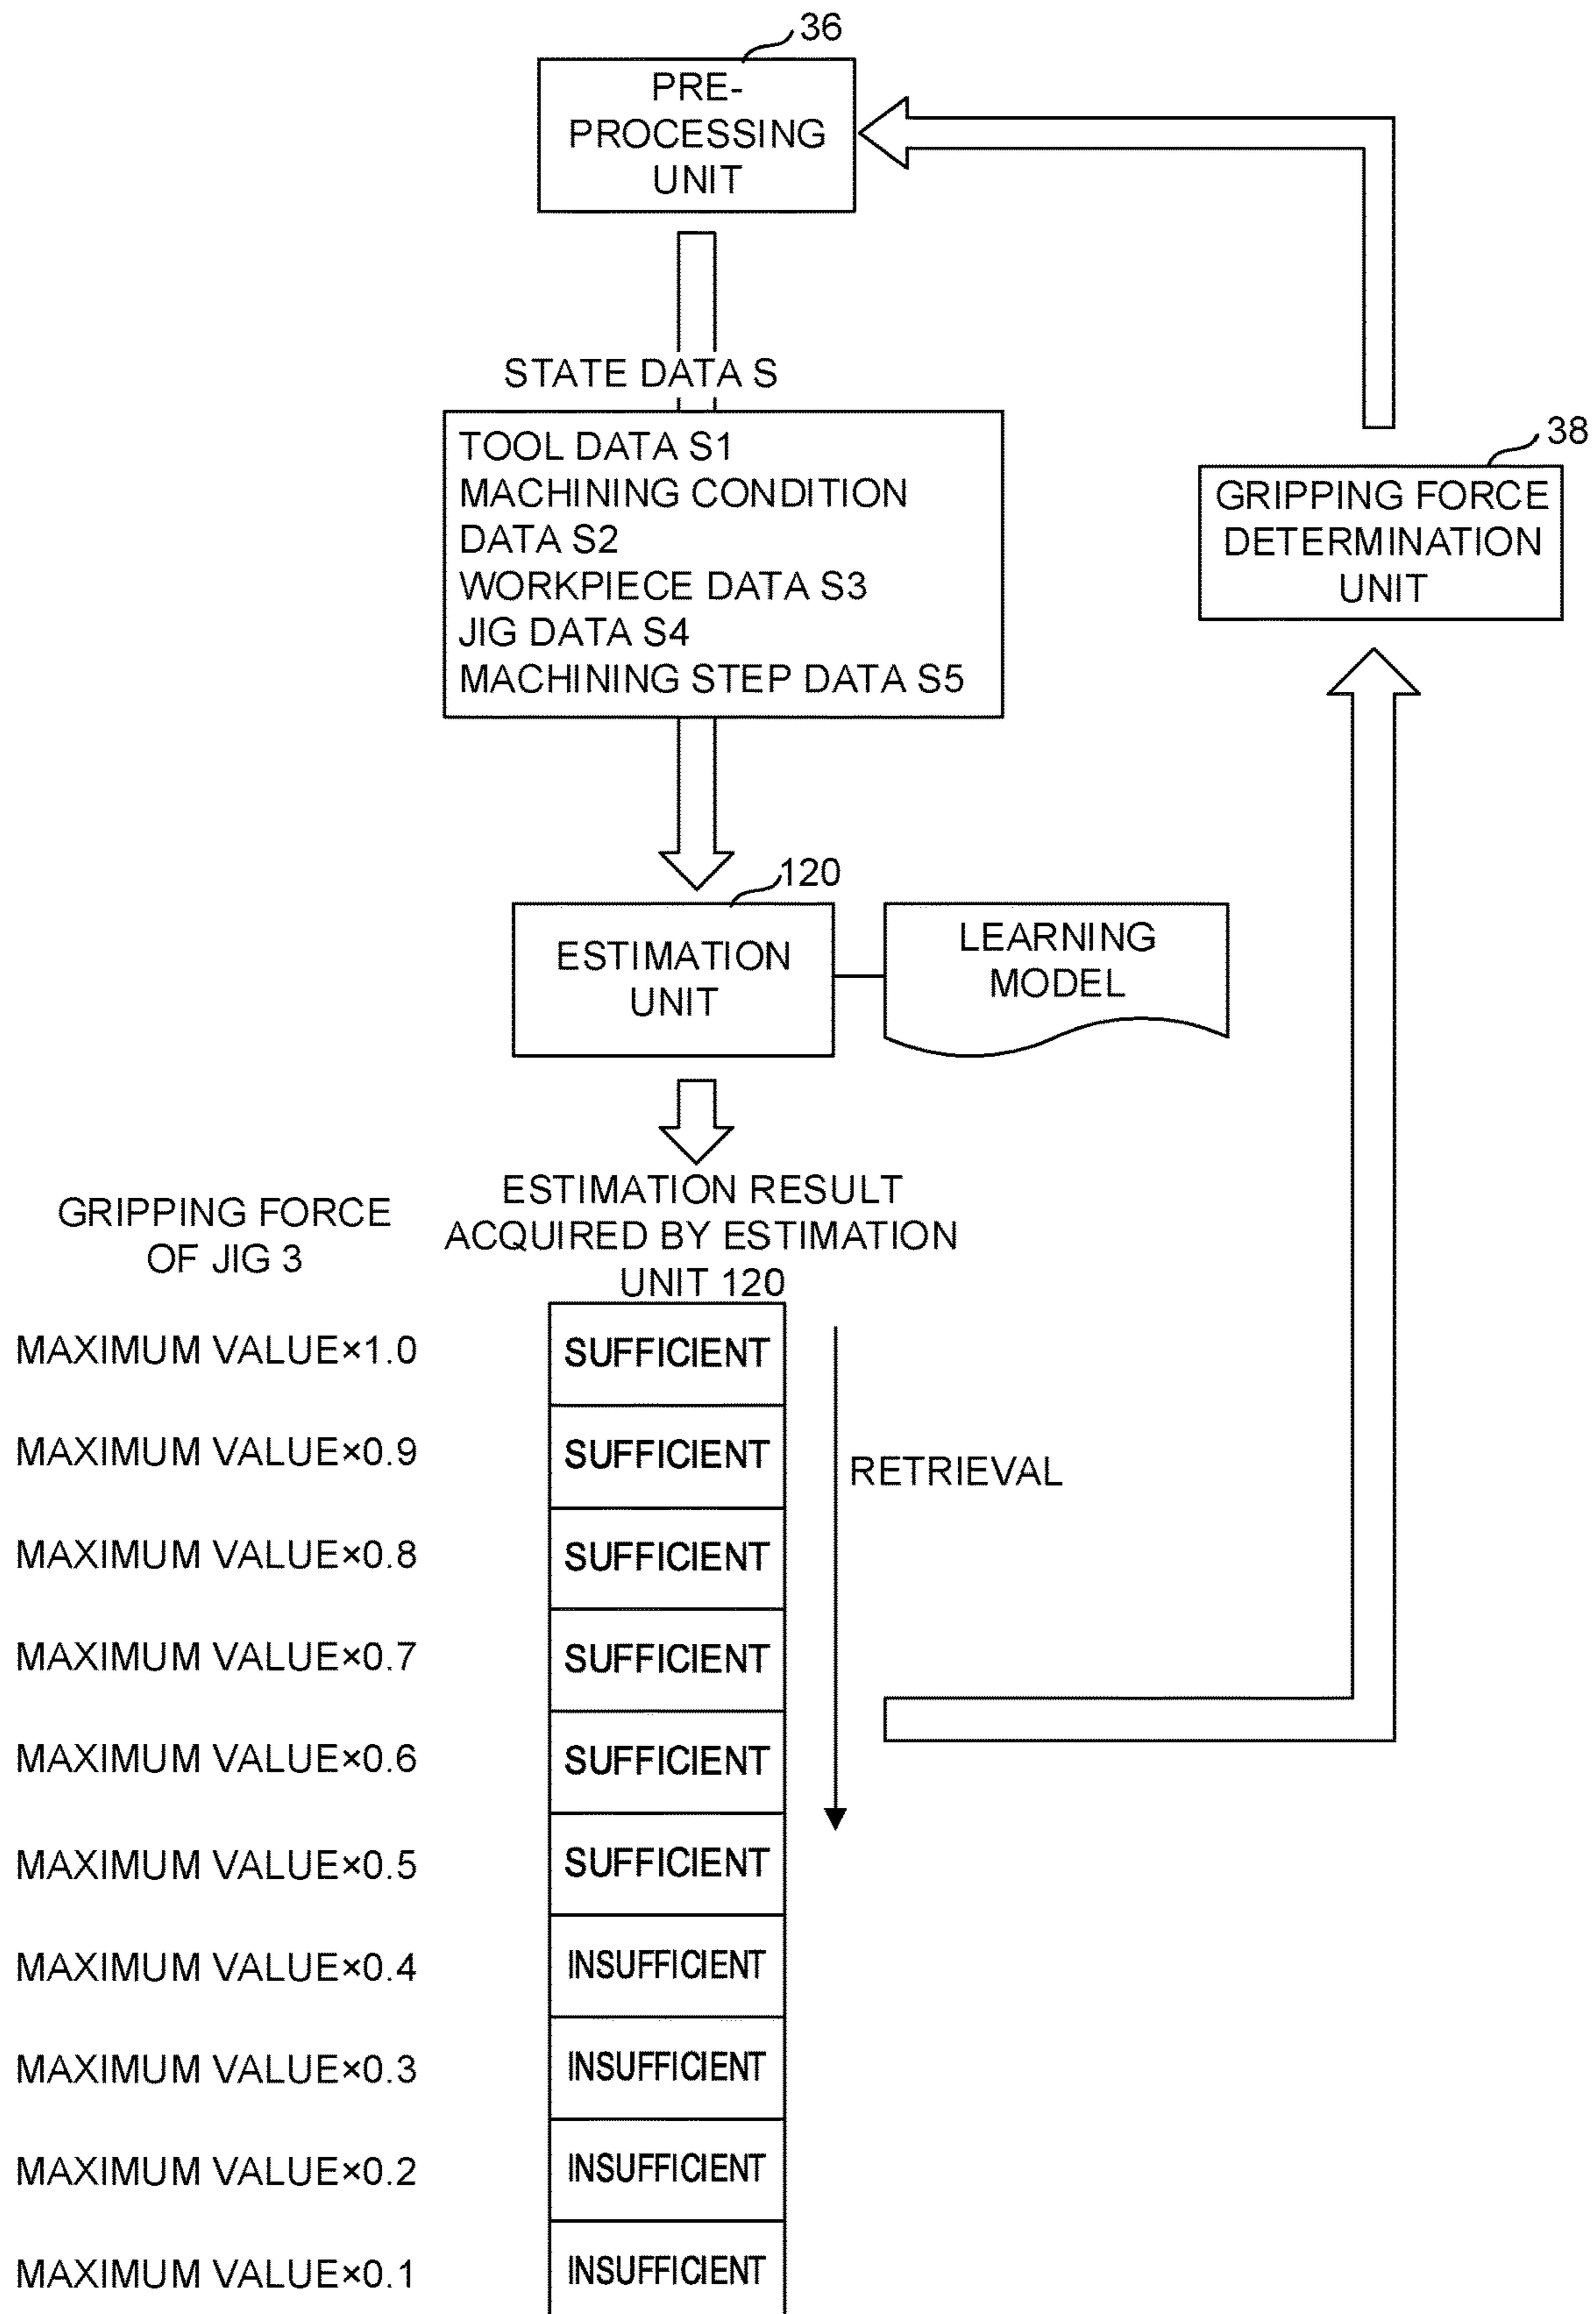 36
PRE-
PROCESSING
UNIT
STATE DATA S
TOOL DATA S1
MACHINING CONDITION
DATA S2
WORKPIECE DATA S3
JIG DATA S4
MACHINING STEP DATA S5
38
GRIPPING FORCE
DETERMINATION
UNIT
120
ESTIMATION
UNIT
LEARNING
MODEL
GRIPPING FORCE
OF JIG 3
ESTIMATION RESULT
ACQUIRED BY ESTIMATION
UNIT 120
MAXIMUM VALUE×1.0 SUFFICIENT
MAXIMUM VALUE×0.9 SUFFICIENT
RETRIEVAL
MAXIMUM VALUE×0.8 SUFFICIENT
MAXIMUM VALUE×0.7 SUFFICIENT
MAXIMUM VALUE×0.6 SUFFICIENT
MAXIMUM VALUE×0.5 SUFFICIENT
MAXIMUM VALUE×0.4 INSUFFICIENT
MAXIMUM VALUE×0.3 INSUFFICIENT
MAXIMUM VALUE×0.2 INSUFFICIENT
MAXIMUM VALUE×0.1 INSUFFICIENT